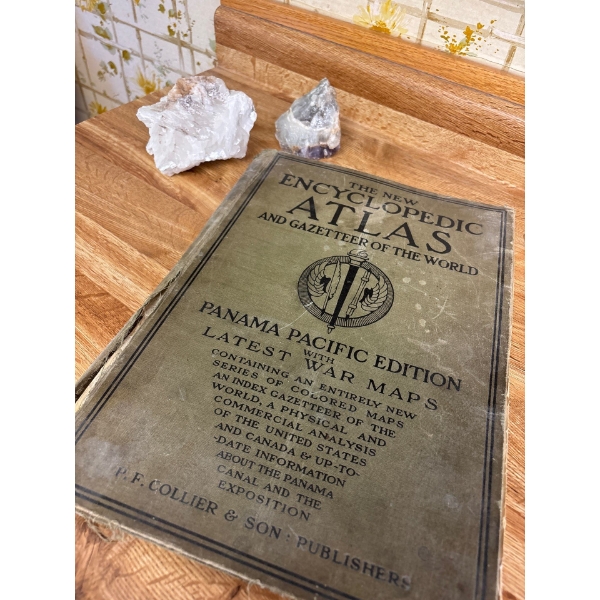 THE NEW
ENCYCLOPEDIC
ATLAS
AND GAZETTEER OF THE WORLD
PANAMA PACIFIC EDITION
WITH
LATEST WAR MAPS
CONTAINING AN ENTIRELY NEW
SERIES OF COLORED MAPS
AN INDEX GAZETTEER OF THE
WORLD, A PHYSICAL AND
COMMERCIAL ANALYSIS
OF THE UNITED STATES
AND CANADA & UP-TO-
-DATE INFORMATION
ABOUT THE PANAMA
CANAL AND THE
EXPOSITION
P. F. COLLIER & SON : PUBLISHERS